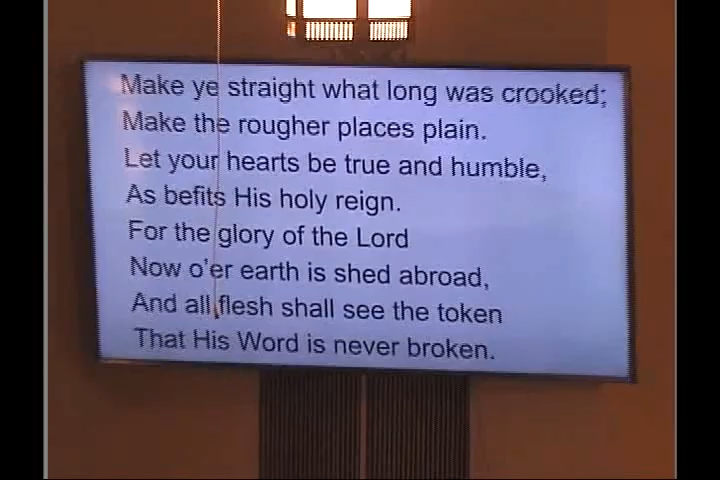 Make ye straight what long was crooked;
Make the rougher places plain.
Let your hearts be true and humble,
As befits His holy reign.
For the glory of the Lord
Now o'er earth is shed abroad,
And all flesh shall see the token
That His Word is never broken.